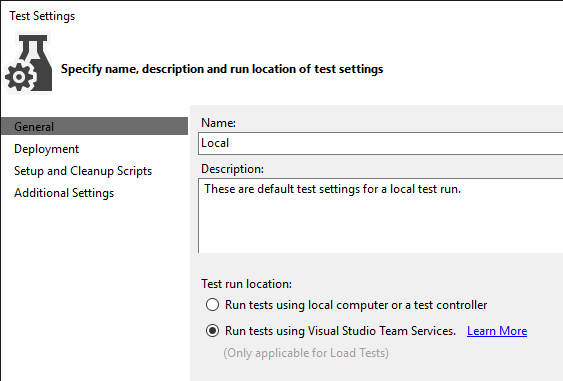 Test Settings
Specify name, description and run location of test settings
General
Deployment
Setup and Cleanup Scripts
Additional Settings
Name:
Local
Description:
These are default test settings for a local test run.
Test run location:
Run tests using local computer or a test controller
Run tests using Visual Studio Team Services. Learn More
(Only applicable for Load Tests)